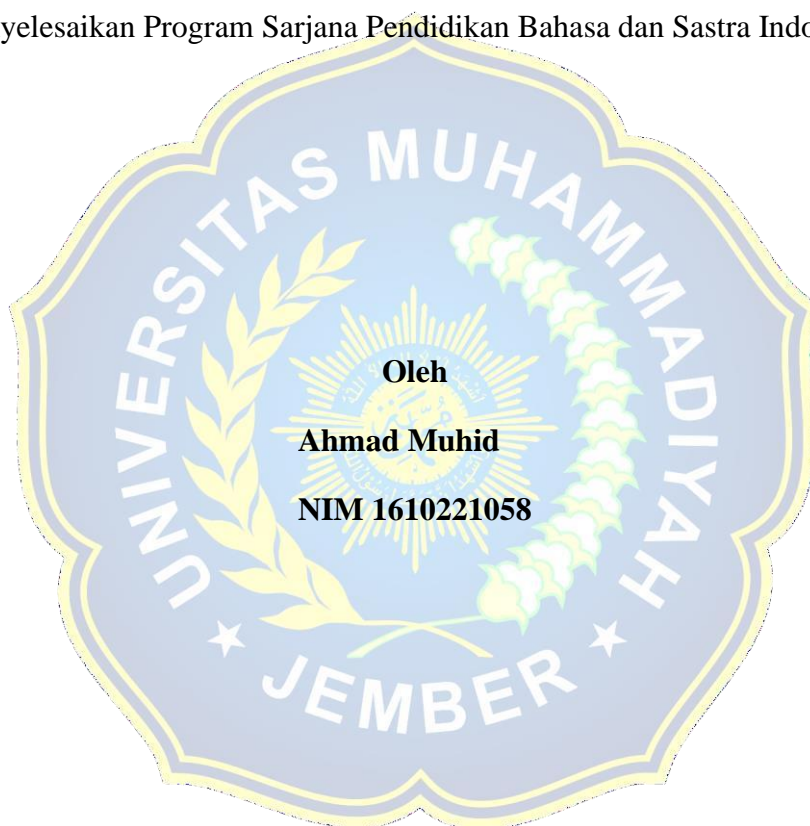 yelesaikan Program Sarjana Pendidikan Bahasa dan Sastra Indo
UNIVERSITAS MUHAMMADIYAH
Oleh
Ahmad Muhid
NIM 1610221058
JEMBER